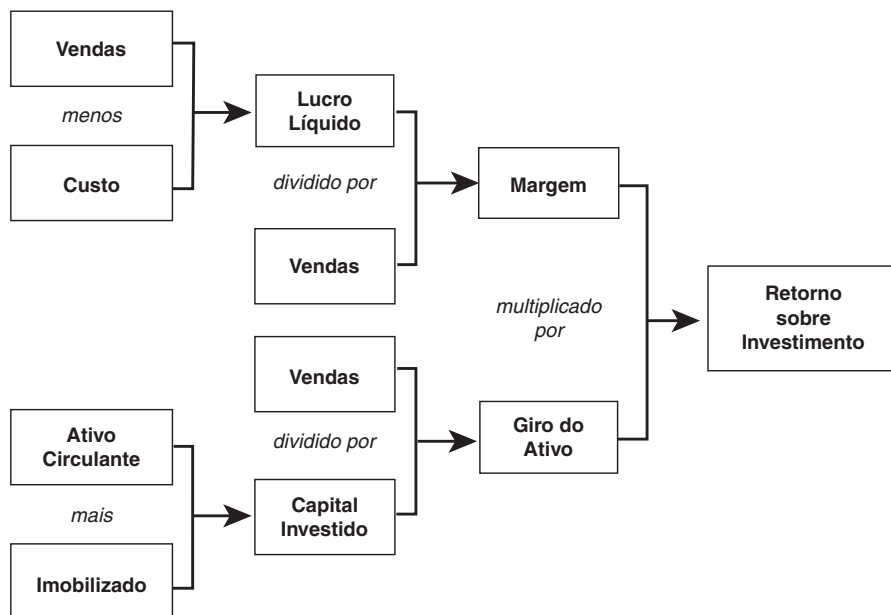 Vendas
menos
Custo
Lucro
Líquido
dividido por
Vendas
Margem
multiplicado
por
Retorno
sobre
Investimento
Vendas
dividido por
Capital
Investido
Giro do
Ativo
Ativo
Circulante
mais
Imobilizado